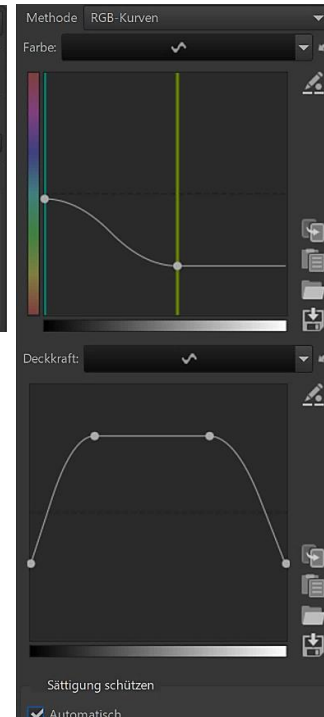 Methode RGB-Kurven
Farbe:
Deckkraft:
Sättigung schützen
Automatisch